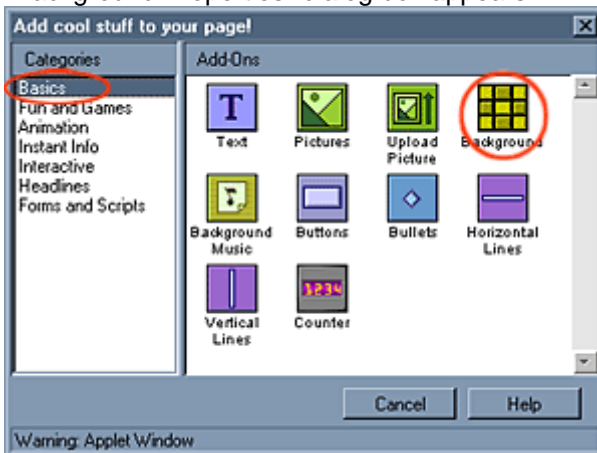 Add cool stuff to your page!
Categories
Add-Ons
Basics
Fun and Games
Animation
Instant Info
Interactive
Headlines
Forms and Scripts
Text
Pictures
Upload
Picture
Background
Background
Music
Buttons
Bullets
Horizontal
Lines
Vertical
Lines
Counter
Cancel
Help
Warning: Applet Window